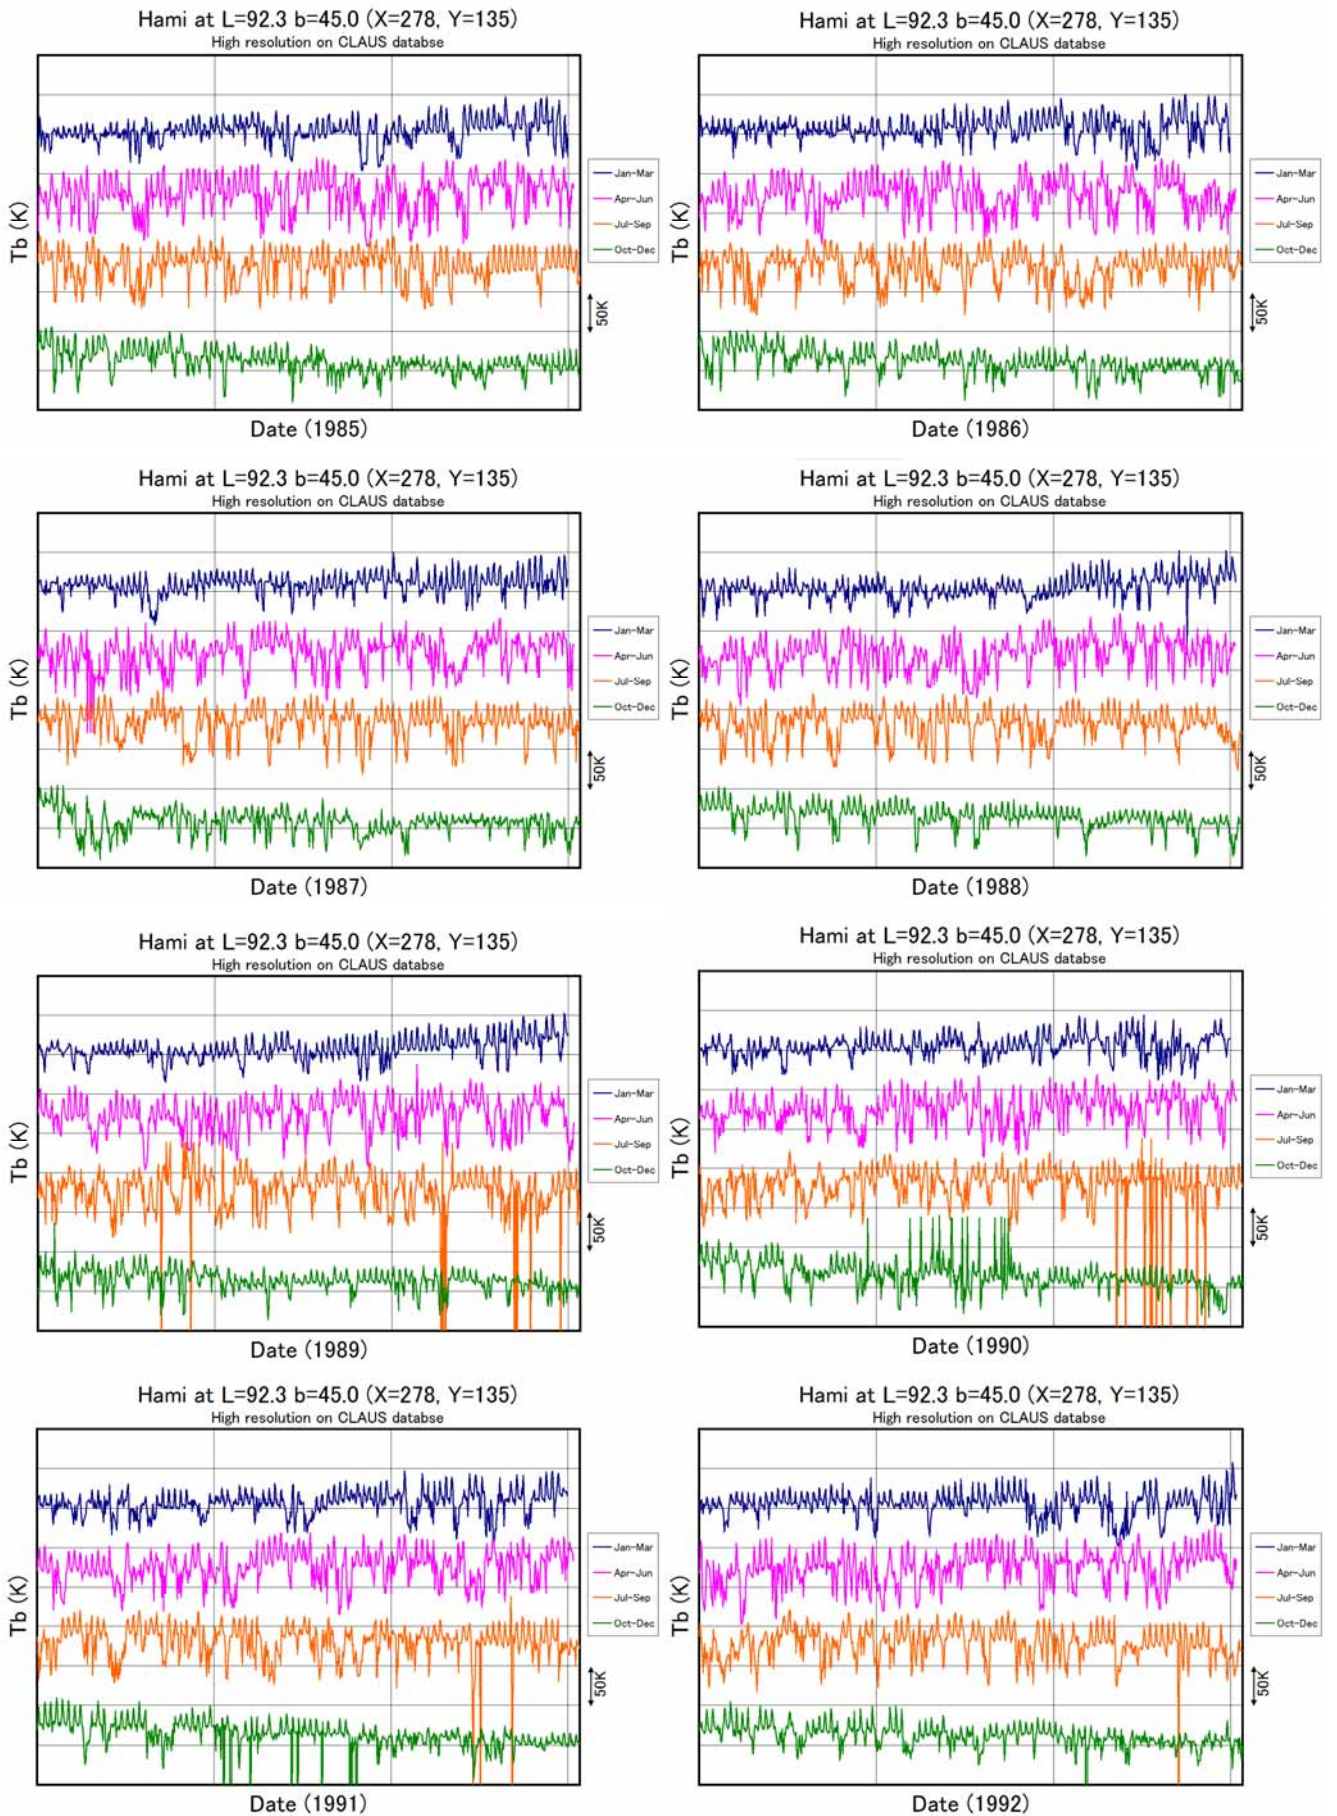 Hami at L=92.3 b=45.0 (X=278, Y=135)
High resolution on CLAUS databse
Tb (K)
Jan-Mar
Apr-Jun
Jul-Sep
Oct-Dec
50K
Date (1985)
Hami at L=92.3 b=45.0 (X=278, Y=135)
High resolution on CLAUS databse
Tb (K)
Jan-Mar
Apr-Jun
Jul-Sep
Oct-Dec
50K
Date (1986)
Hami at L=92.3 b=45.0 (X=278, Y=135)
High resolution on CLAUS databse
Tb (K)
Jan-Mar
Apr-Jun
Jul-Sep
Oct-Dec
50K
Date (1987)
Hami at L=92.3 b=45.0 (X=278, Y=135)
High resolution on CLAUS databse
Tb (K)
Jan-Mar
Apr-Jun
Jul-Sep
Oct-Dec
50K
Date (1988)
Hami at L=92.3 b=45.0 (X=278, Y=135)
High resolution on CLAUS databse
Tb (K)
Jan-Mar
Apr-Jun
Jul-Sep
Oct-Dec
50K
Date (1989)
Hami at L=92.3 b=45.0 (X=278, Y=135)
High resolution on CLAUS databse
Tb (K)
Jan-Mar
Apr-Jun
Jul-Sep
Oct-Dec
50K
Date (1990)
Hami at L=92.3 b=45.0 (X=278, Y=135)
High resolution on CLAUS databse
Tb (K)
Jan-Mar
Apr-Jun
Jul-Sep
Oct-Dec
50K
Date (1991)
Hami at L=92.3 b=45.0 (X=278, Y=135)
High resolution on CLAUS databse
Tb (K)
Jan-Mar
Apr-Jun
Jul-Sep
Oct-Dec
50K
Date (1992)